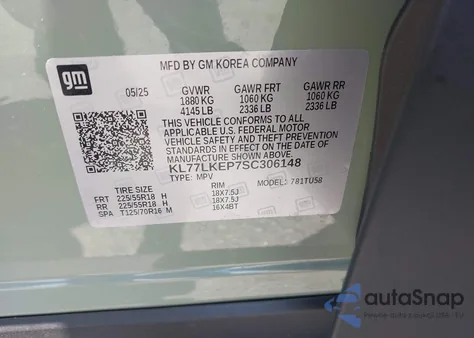 MFD BY GM KOREA COMPANY
gm
05/25 GVWR GAWR FRT GAWR RR
1880 KG 1060 KG 1060 KG
4145 LB 2336 LB 2336 LB
THIS VEHICLE CONFORMS TO ALL
APPLICABLE U.S. FEDERAL MOTOR
VEHICLE SAFETY AND THEFT PREVENTION
STANDARDS IN EFFECT ON THE DATE OF
MANUFACTURE SHOWN ABOVE.
KL77LKEP7SC306148
TYPE: MPV MODEL: 781TU58
TIRE SIZE RIM
FRT 225/55R18 H 18X7.5J
RR 225/55R18 H 18X7.5J
SPA T125/70R16 M 16X4BT
autoSnap